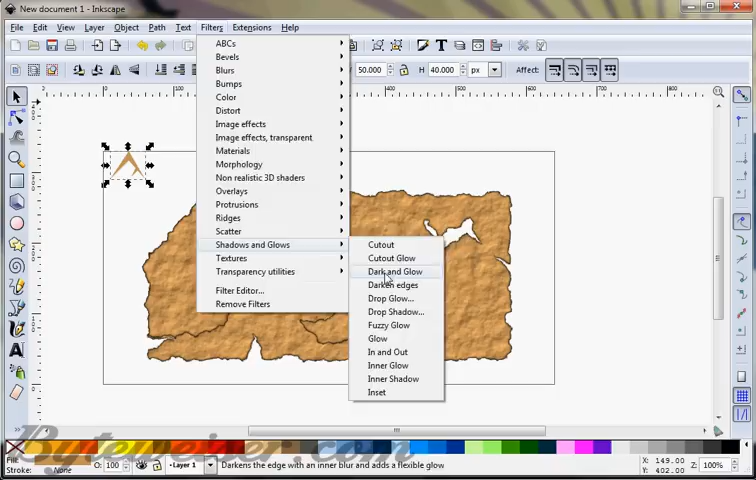 New document 1 - Inkscape
File Edit View Layer Object Path Text Filters Extensions Help
W 50.000 H 40.000 px Affect:
ABCs
Bevels
Blurs
Bumps
Color
Distort
Image effects
Image effects, transparent
Materials
Morphology
Non realistic 3D shaders
Overlays
Protrusions
Ridges
Scatter
Shadows and Glows
Textures
Transparency utilities
Filter Editor...
Remove Filters
Cutout
Cutout Glow
Dark and Glow
Darken edges
Drop Glow...
Drop Shadow...
Fuzzy Glow
Glow
In and Out
Inner Glow
Inner Shadow
Inset
Byteweiser.com
Fill:
Stroke: None
O: 100
Layer 1
Darkens the edge with an inner blur and adds a flexible glow
X: 149.00
Y: 402.00
Z: 100%